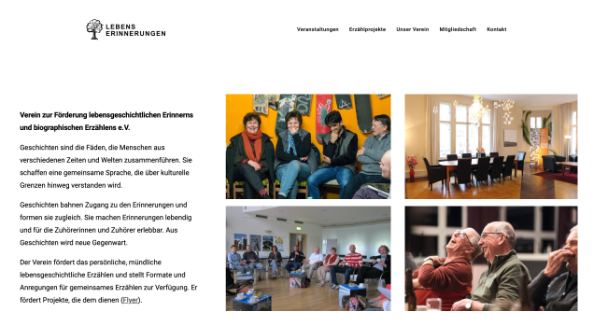 LEBENS
ERINNERUNGEN
Veranstaltungen Erzählprojekte Unser Verein Mitgliedschaft Kontakt
Verein zur Förderung lebensgeschichtlichen Erinnerns
und biographischen Erzählens e.V.
Geschichten sind die Fäden, die Menschen aus
verschiedenen Zeiten und Welten zusammenführen. Sie
schaffen eine gemeinsame Sprache, die über kulturelle
Grenzen hinweg verstanden wird.
Geschichten bahnen Zugang zu den Erinnerungen und
formen sie zugleich. Sie machen Erinnerungen lebendig
und für die Zuhörerinnen und Zuhörer erlebbar. Aus
Geschichten wird neue Gegenwart.
Der Verein fördert das persönliche, mündliche
lebensgeschichtliche Erzählen und stellt Formate und
Anregungen für gemeinsames Erzählen zur Verfügung. Er
fördert Projekte, die dem dienen (Flyer).